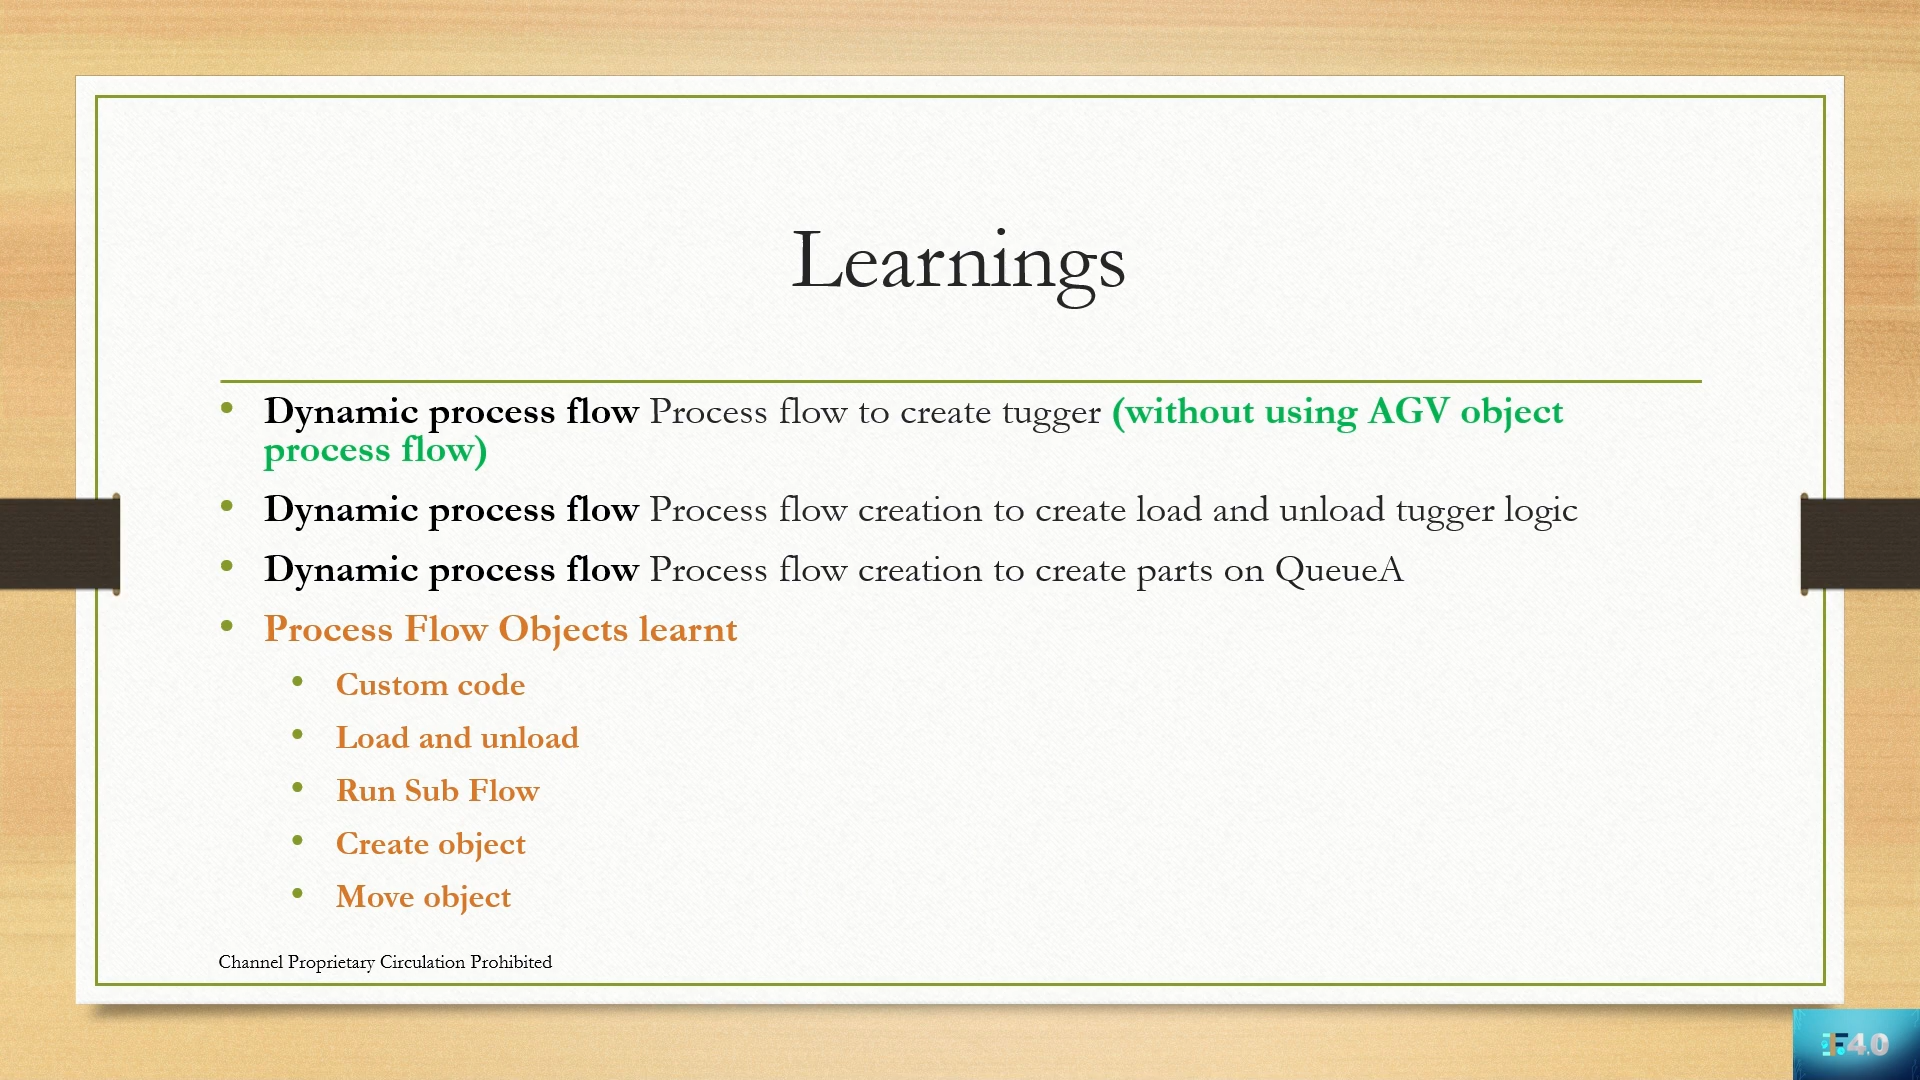 Learnings
• Dynamic process flow Process flow to create tugger (without using AGV object
process flow)
• Dynamic process flow Process flow creation to create load and unload tugger logic
• Dynamic process flow Process flow creation to create parts on QueueA
• Process Flow Objects learnt
• Custom code
• Load and unload
• Run Sub Flow
• Create object
• Move object
Channel Proprietary Circulation Prohibited
F4.0